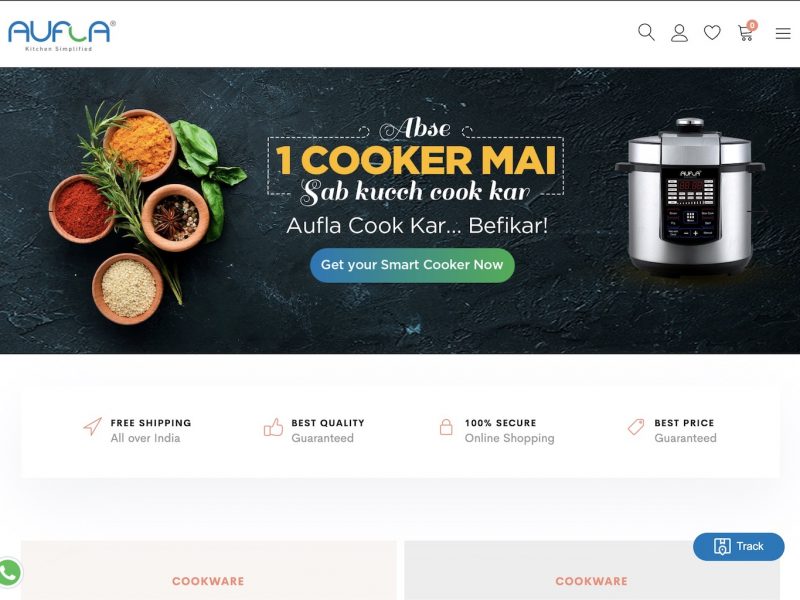 AUFLA®
Kitchen Simplified
0
Abse
1 COOKER MAI
Sab kucch cook kar
Aufla Cook Kar... Befikar!
Get your Smart Cooker Now
AUFLA
FREE SHIPPING
All over India
BEST QUALITY
Guaranteed
100% SECURE
Online Shopping
BEST PRICE
Guaranteed
Track
COOKWARE
COOKWARE